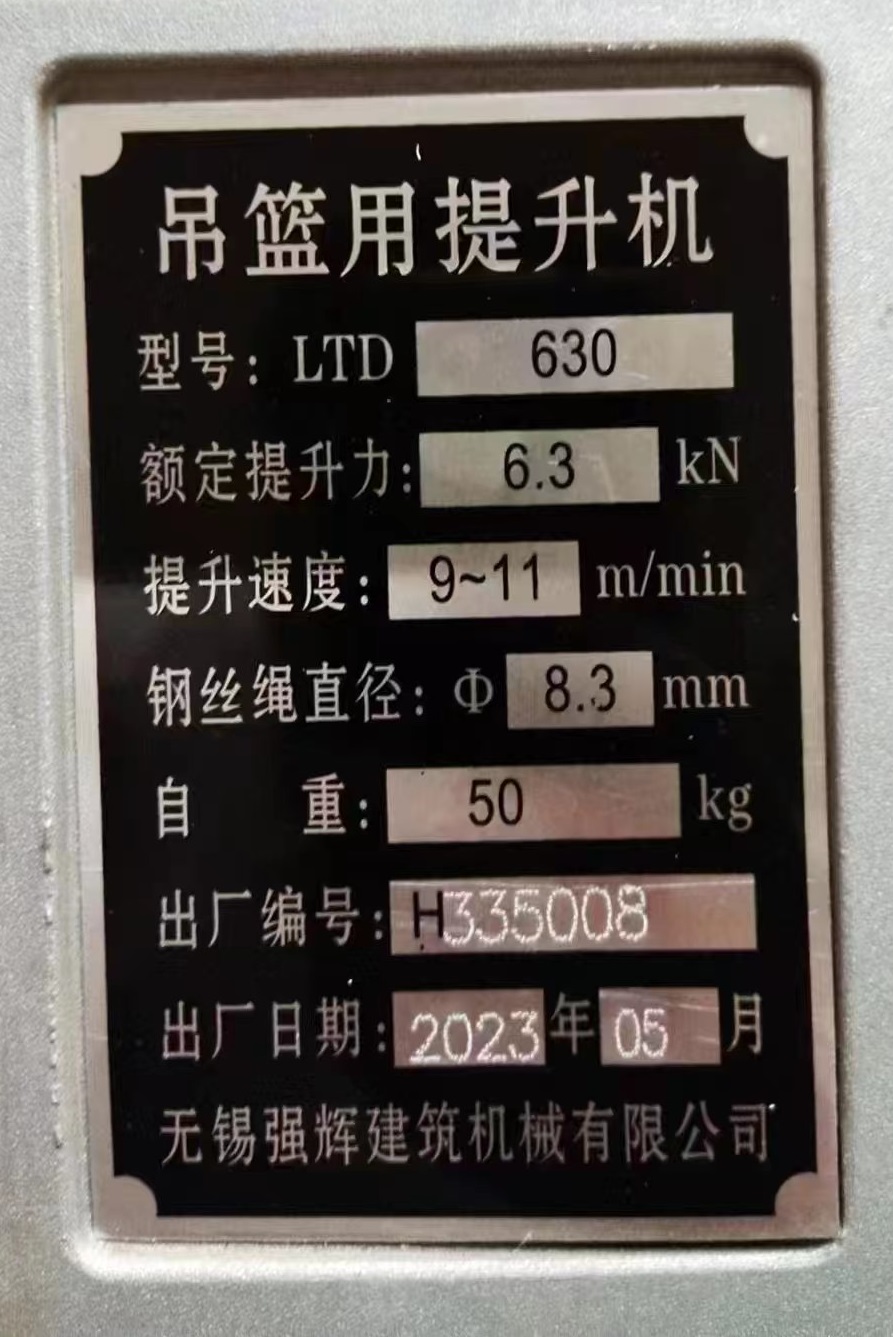 吊篮用提升机
型号：LTD 630
额定提升力：6.3 kN
提升速度：9~11 m/min
钢丝绳直径：Φ 8.3 mm
自 重：50 kg
出厂编号：H335008
出厂日期：2023年05月
无锡强辉建筑机械有限公司